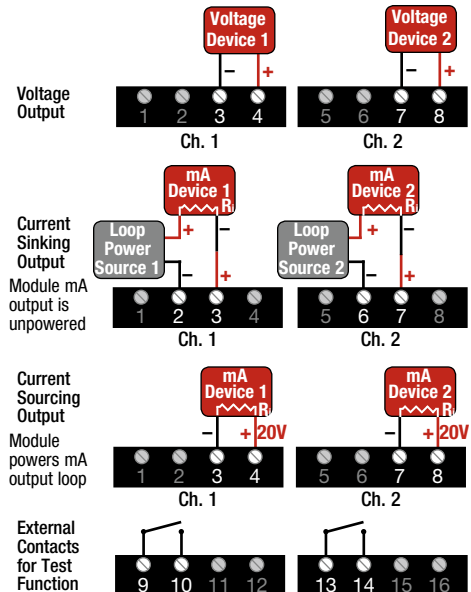 Voltage
Device 1
Voltage
Device 2
– +
– +
Voltage
Output
1 2 3 4
5 6 7 8
Ch. 1
Ch. 2
mA
Device 1
Ri
mA
Device 2
Ri
Current
Sinking
Output
Module mA
output is
unpowered
Loop
Power
Source 1
+ –
– +
Loop
Power
Source 2
+ –
– +
1 2 3 4
5 6 7 8
Ch. 1
Ch. 2
Current
Sourcing
Output
Module
powers mA
output loop
mA
Device 1
Ri
mA
Device 2
Ri
– + 20V
– + 20V
1 2 3 4
5 6 7 8
Ch. 1
Ch. 2
External
Contacts
for Test
Function
9 10 11 12
13 14 15 16